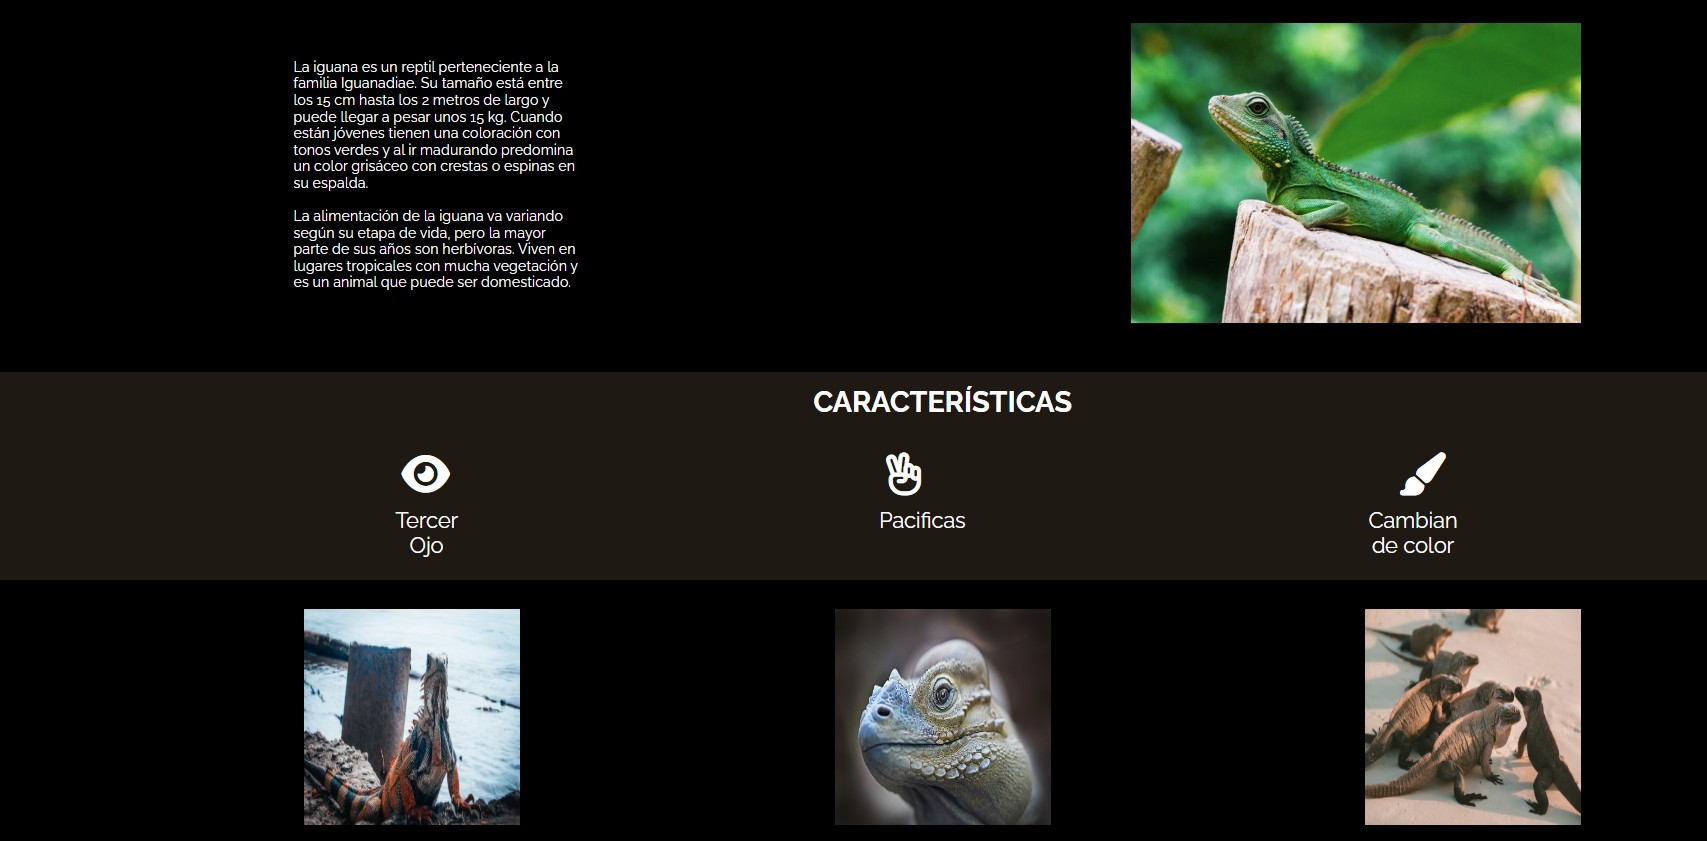 La iguana es un reptil perteneciente a la
familia Iguanadiae. Su tamaño está entre
los 15 cm hasta los 2 metros de largo y
puede llegar a pesar unos 15 kg. Cuando
están jóvenes tienen una coloración con
tonos verdes y al ir madurando predomina
un color grisáceo con crestas o espinas en
su espalda.
La alimentación de la iguana va variando
según su etapa de vida, pero la mayor
parte de sus años son herbívoras. Viven en
lugares tropicales con mucha vegetación y
es un animal que puede ser domesticado.
CARACTERÍSTICAS
Tercer
Ojo
Pacificas
Cambian
de color